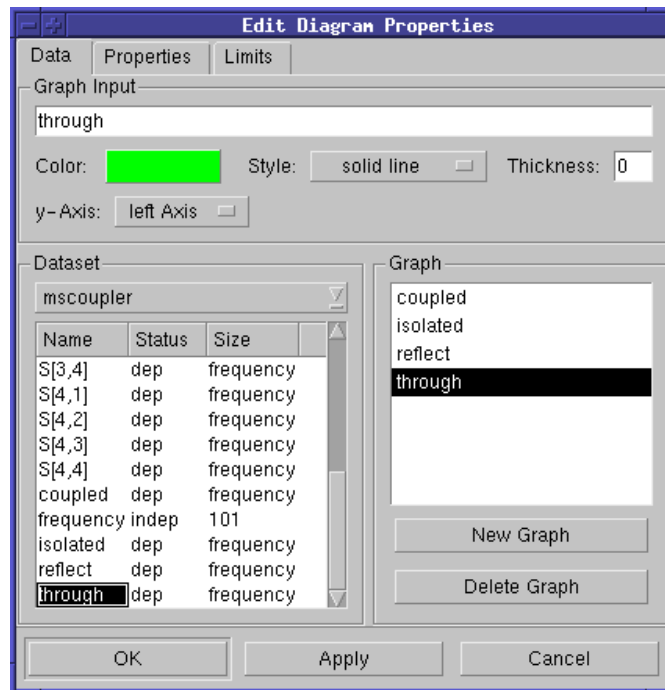 Edit Diagram Properties
Data Properties Limits
Graph Input
through
Color: Style: solid line Thickness: 0
y-Axis: left Axis
Dataset
mscoupler
Name Status Size
S[3,4] dep frequency
S[4,1] dep frequency
S[4,2] dep frequency
S[4,3] dep frequency
S[4,4] dep frequency
coupled dep frequency
frequency indep 101
isolated dep frequency
reflect dep frequency
through dep frequency
Graph
coupled
isolated
reflect
through
New Graph
Delete Graph
OK Apply Cancel